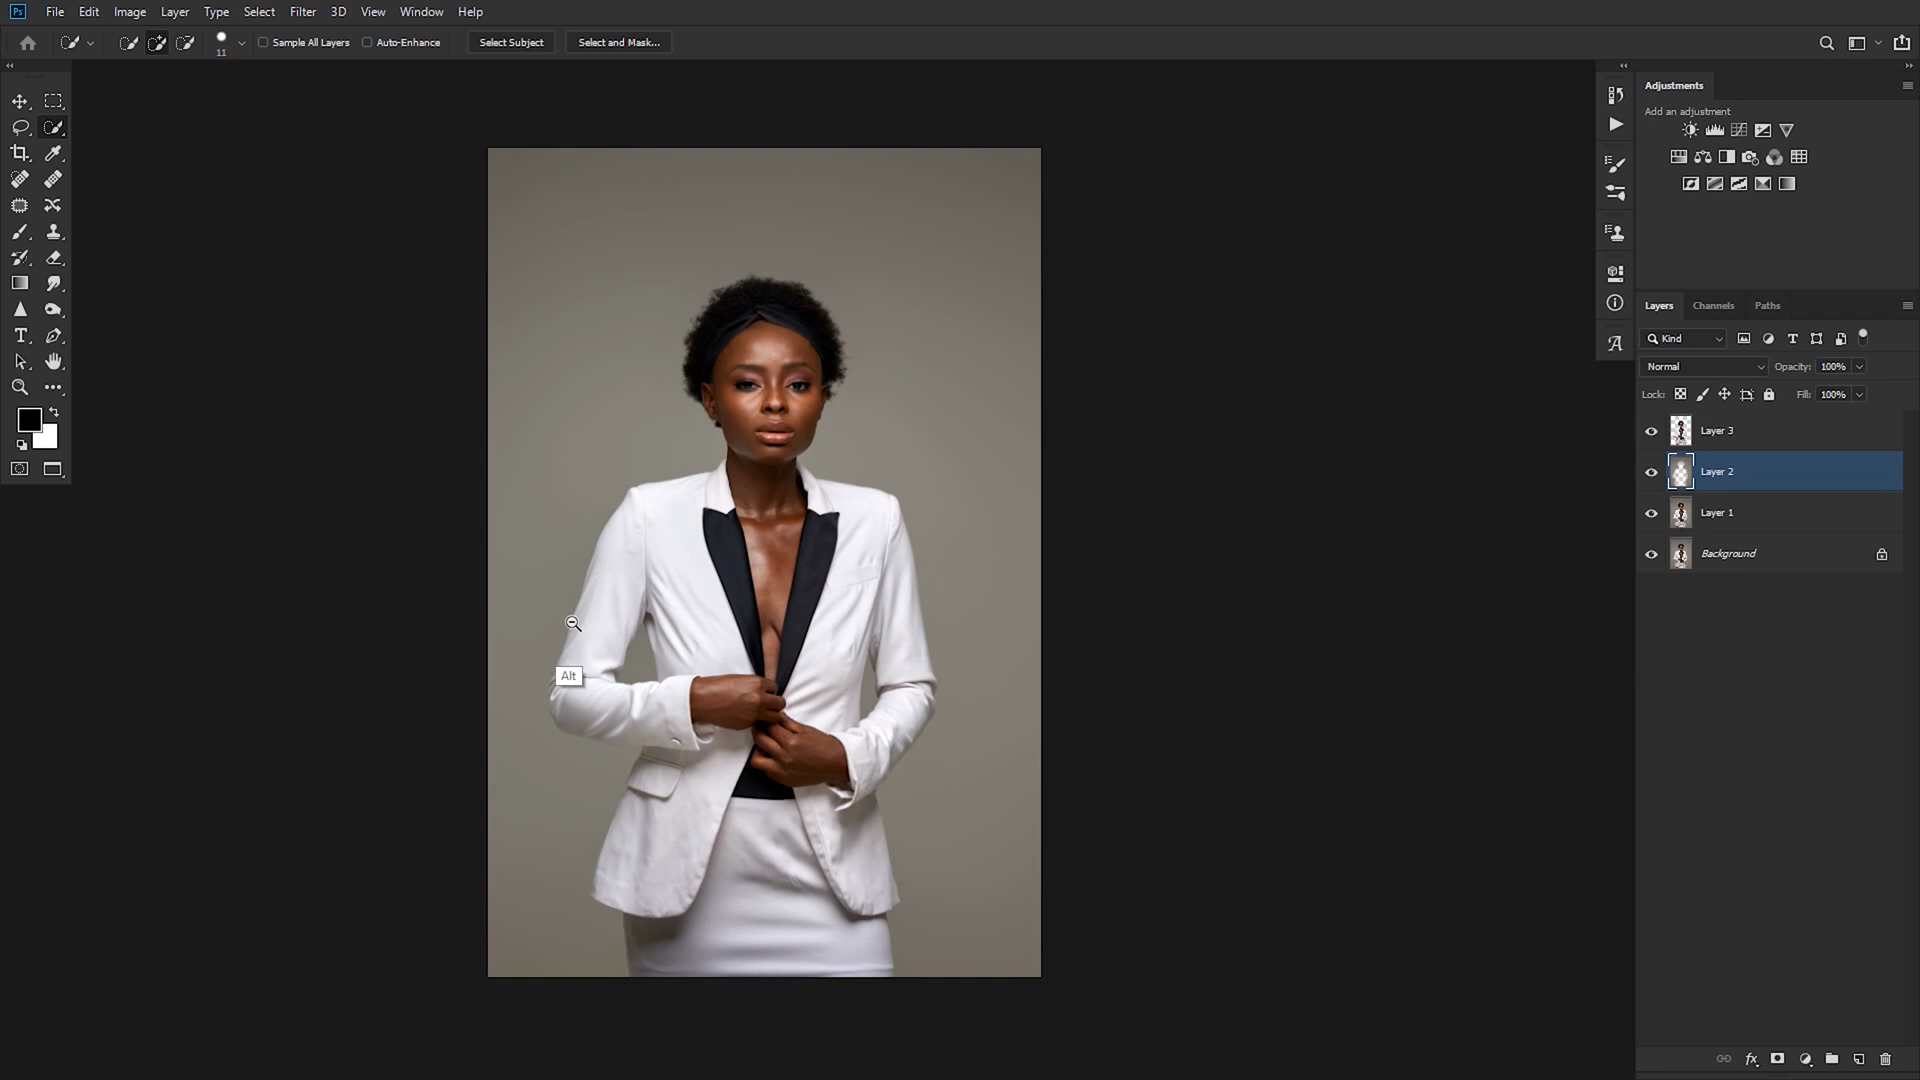 Ps File Edit Image Layer Type Select Filter 3D View Window Help
11 Sample All Layers Auto-Enhance Select Subject Select and Mask...
Adjustments
Add an adjustment
Layers Channels Paths
Kind
Normal Opacity: 100%
Lock: Fill: 100%
Layer 3
Layer 2
Layer 1
Background
Alt